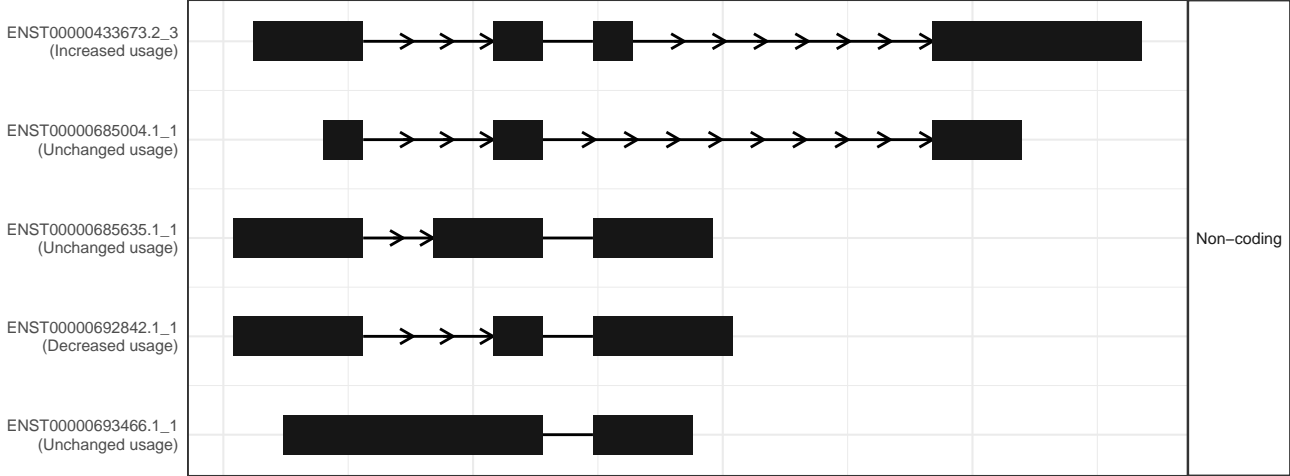 ENST00000433673.2_3
(Increased usage)
ENST00000685004.1_1
(Unchanged usage)
ENST00000685635.1_1
(Unchanged usage)
Non−coding
ENST00000692842.1_1
(Decreased usage)
ENST00000693466.1_1
(Unchanged usage)